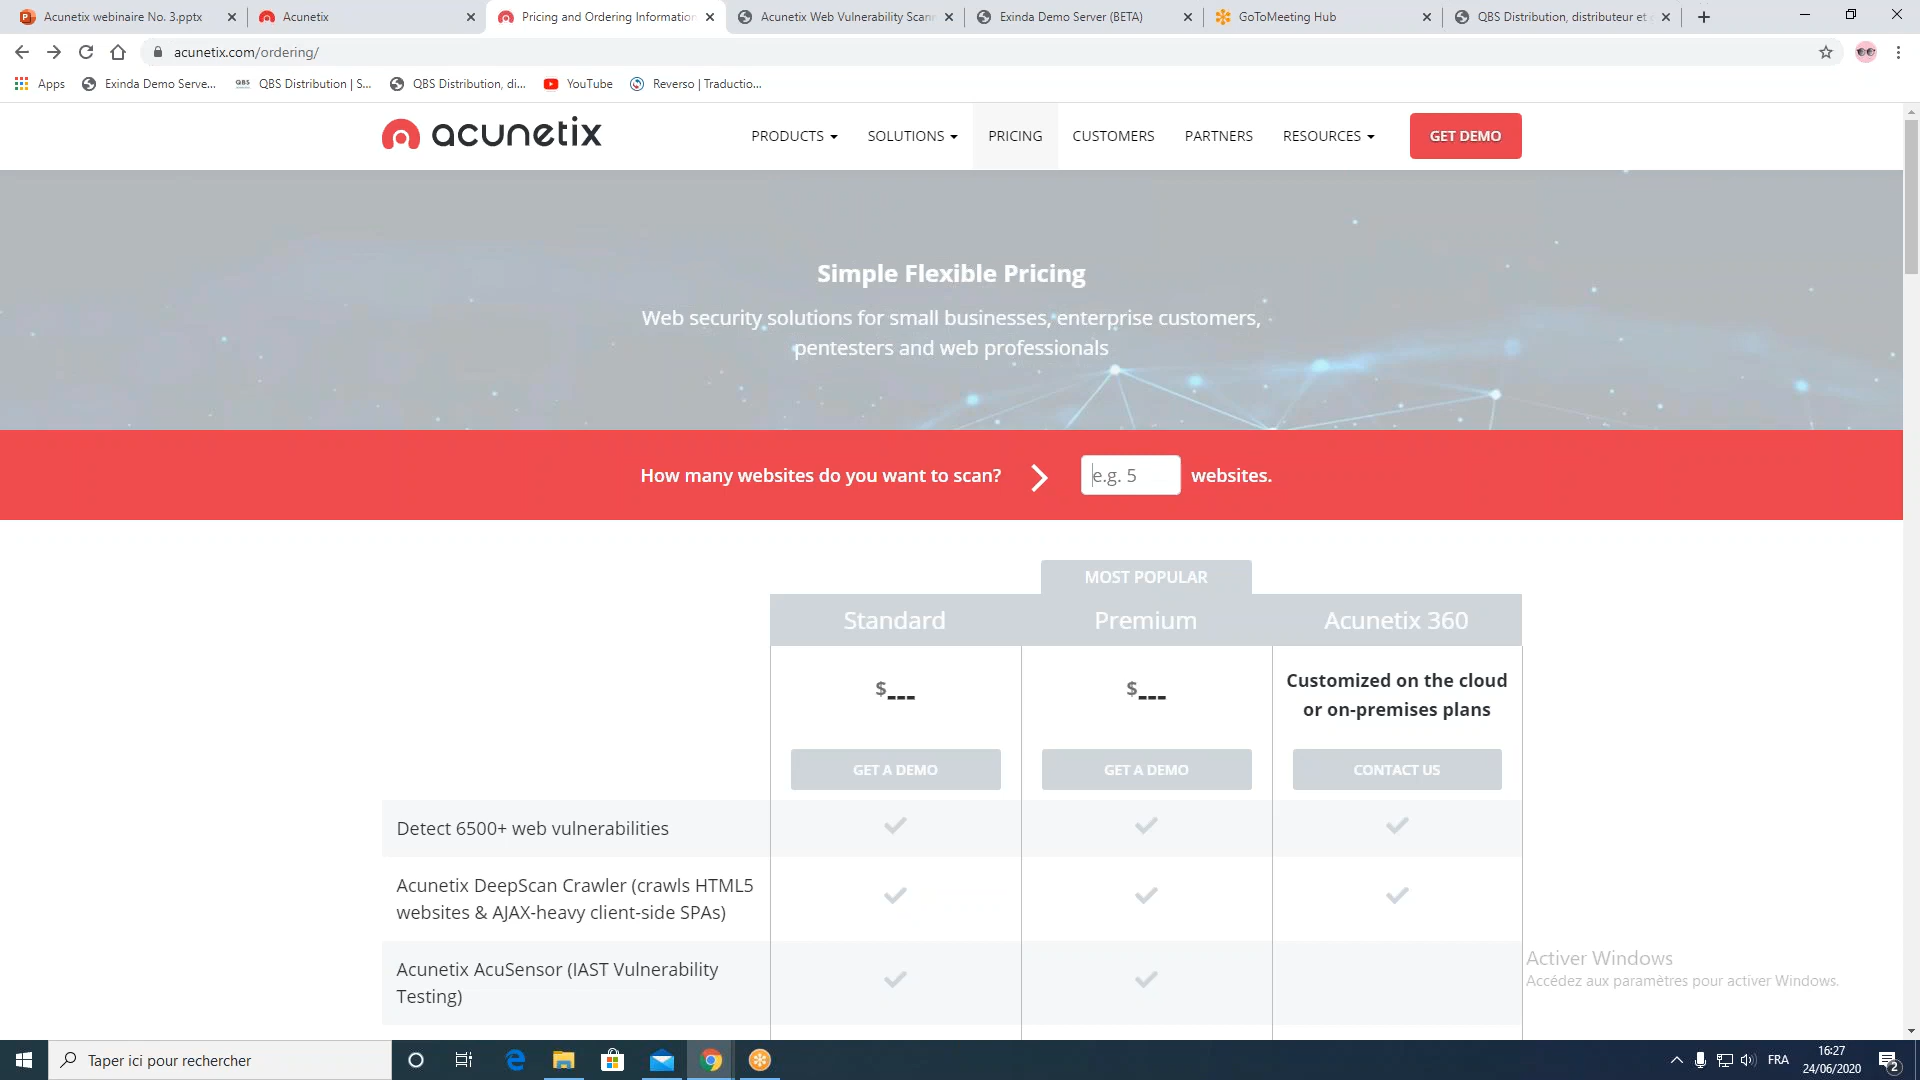 Acunetix webinaire No. 3.pptx
Acunetix
Pricing and Ordering Information
Acunetix Web Vulnerability Scann
Exinda Demo Server (BETA)
GoToMeeting Hub
QBS Distribution, distributeur et
acunetix.com/ordering/
Apps
Exinda Demo Serve...
QBS Distribution | S...
QBS Distribution, di...
YouTube
Reverso | Traductio...
acunetix
PRODUCTS
SOLUTIONS
PRICING
CUSTOMERS
PARTNERS
RESOURCES
GET DEMO
Simple Flexible Pricing
Web security solutions for small businesses, enterprise customers,
pentesters and web professionals
How many websites do you want to scan?
e.g. 5
websites.
MOST POPULAR
Standard
Premium
Acunetix 360
$---
$---
Customized on the cloud
or on-premises plans
GET A DEMO
GET A DEMO
CONTACT US
Detect 6500+ web vulnerabilities
Acunetix DeepScan Crawler (crawls HTML5
websites & AJAX-heavy client-side SPAs)
Acunetix AcuSensor (IAST Vulnerability
Testing)
Activer Windows
Accédez aux paramètres pour activer Windows.
Taper ici pour rechercher
FRA
16:27
24/06/2020
2